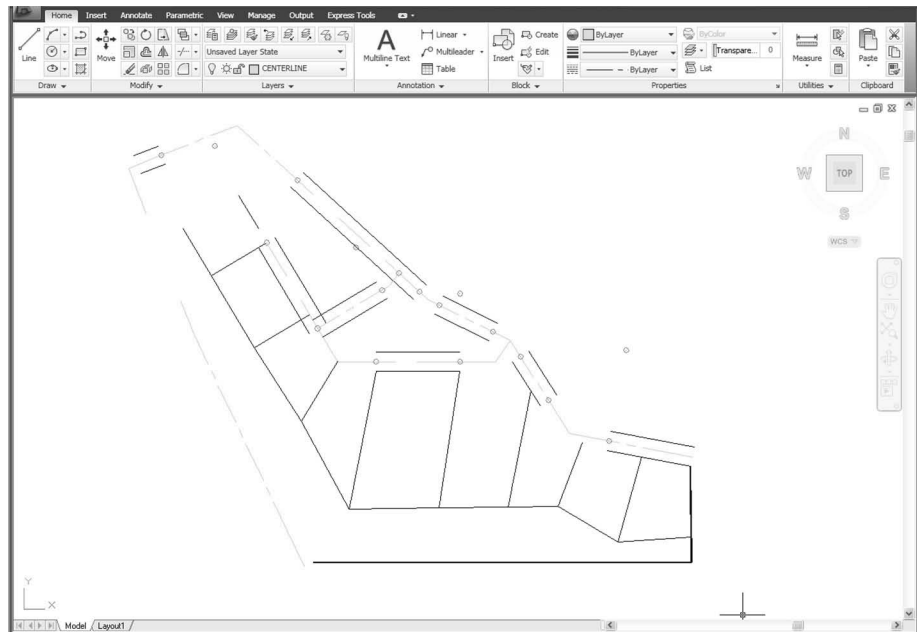 Home Insert Annotate Parametric View Manage Output Express Tools
Line
Move
Unsaved Layer State
CENTERLINE
Multiline Text
Linear
Multileader
Table
Insert
Create
Edit
ByLayer
ByLayer
ByLayer
ByColor
Transpare... 0
List
Measure
Paste
Draw Modify Layers Annotation Block Properties Utilities Clipboard
N
W TOP E
S
WCS
Y
X
Model Layout1